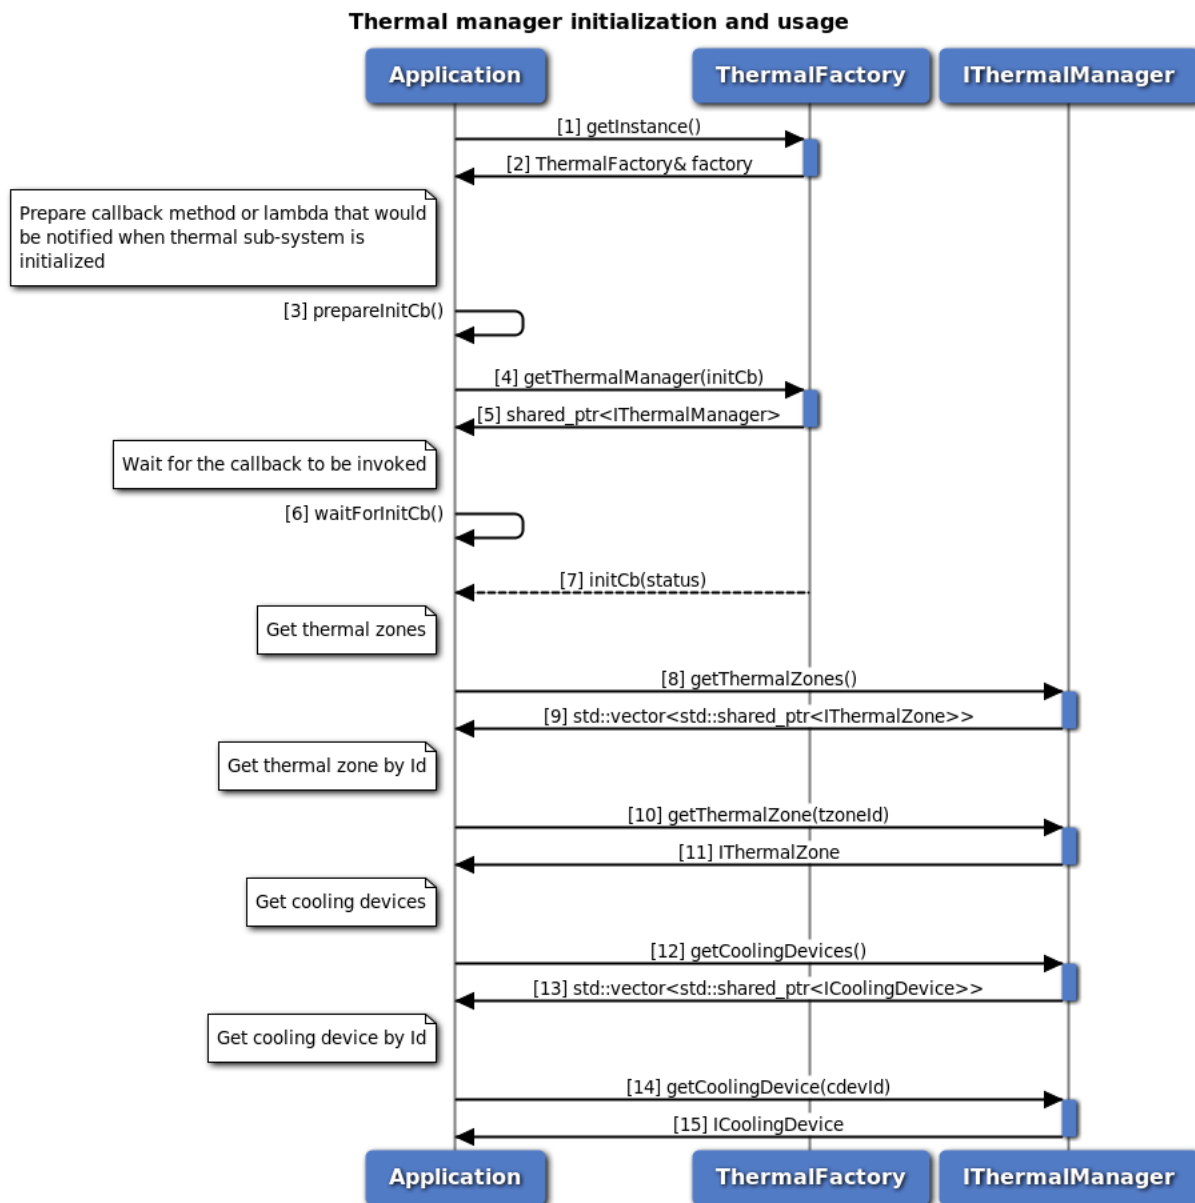 Thermal manager initialization and usage
Application
ThermalFactory
IThermalManager
[1] getInstance()
[2] ThermalFactory& factory
Prepare callback method or lambda that would
be notified when thermal sub-system is
initialized
[3] prepareInitCb()
[4] getThermalManager(initCb)
[5] shared_ptr<IThermalManager>
Wait for the callback to be invoked
[6] waitForInitCb()
[7] initCb(status)
Get thermal zones
[8] getThermalZones()
[9] std::vector<std::shared_ptr<IThermalZone>>
Get thermal zone by Id
[10] getThermalZone(tzoneId)
[11] IThermalZone
Get cooling devices
[12] getCoolingDevices()
[13] std::vector<std::shared_ptr<ICoolingDevice>>
Get cooling device by Id
[14] getCoolingDevice(cdevId)
[15] ICoolingDevice
Application
ThermalFactory
IThermalManager